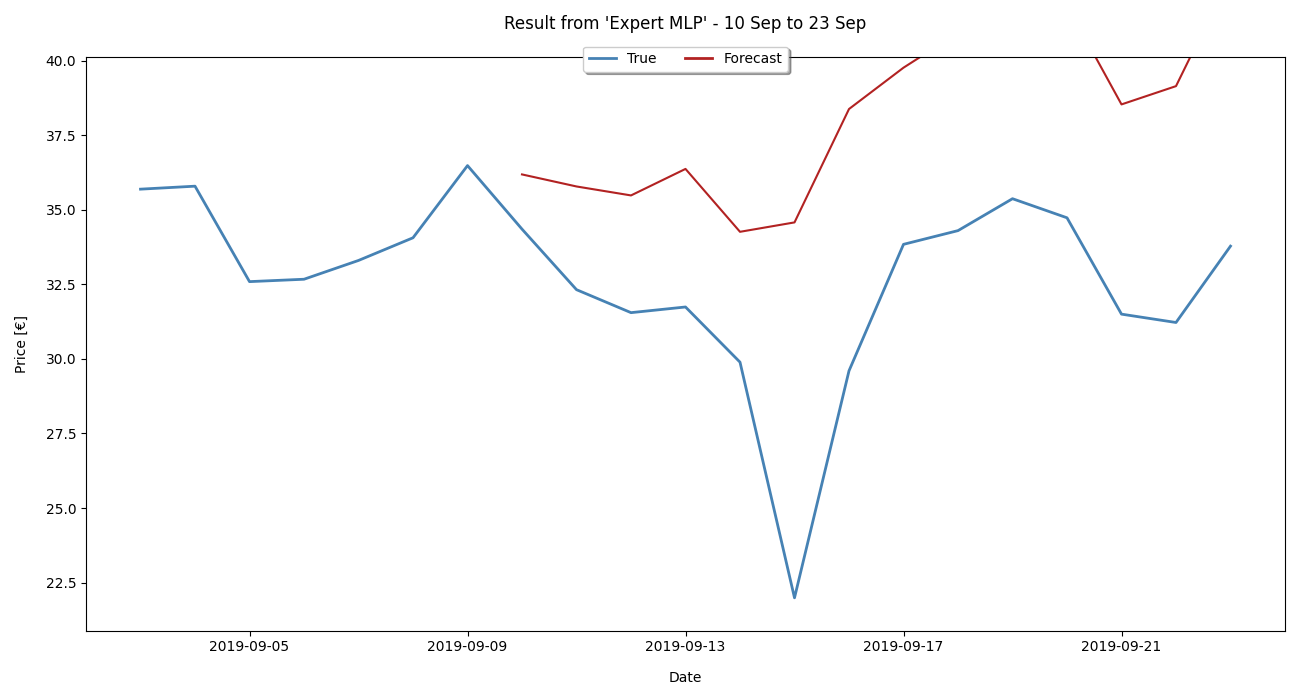 Result from 'Expert MLP' - 10 Sep to 23 Sep
True
Forecast
40.0
37.5
35.0
32.5
30.0
27.5
25.0
22.5
Price [€]
2019-09-05
2019-09-09
2019-09-13
2019-09-17
2019-09-21
Date